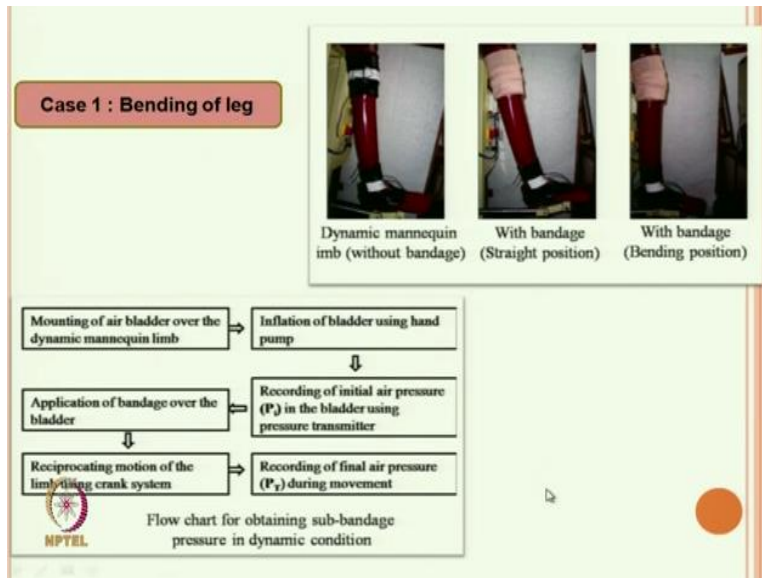 Case 1 : Bending of leg
Dynamic mannequin
imb (without bandage)
With bandage
(Straight position)
With bandage
(Bending position)
Mounting of air bladder over the
dynamic mannequin limb
Inflation of bladder using hand
pump
Recording of initial air pressure
(Pi) in the bladder using
pressure transmitter
Application of bandage over the
bladder
Reciprocating motion of the
limb using crank system
Recording of final air pressure
(PT) during movement
Flow chart for obtaining sub-bandage
pressure in dynamic condition
NPTEL